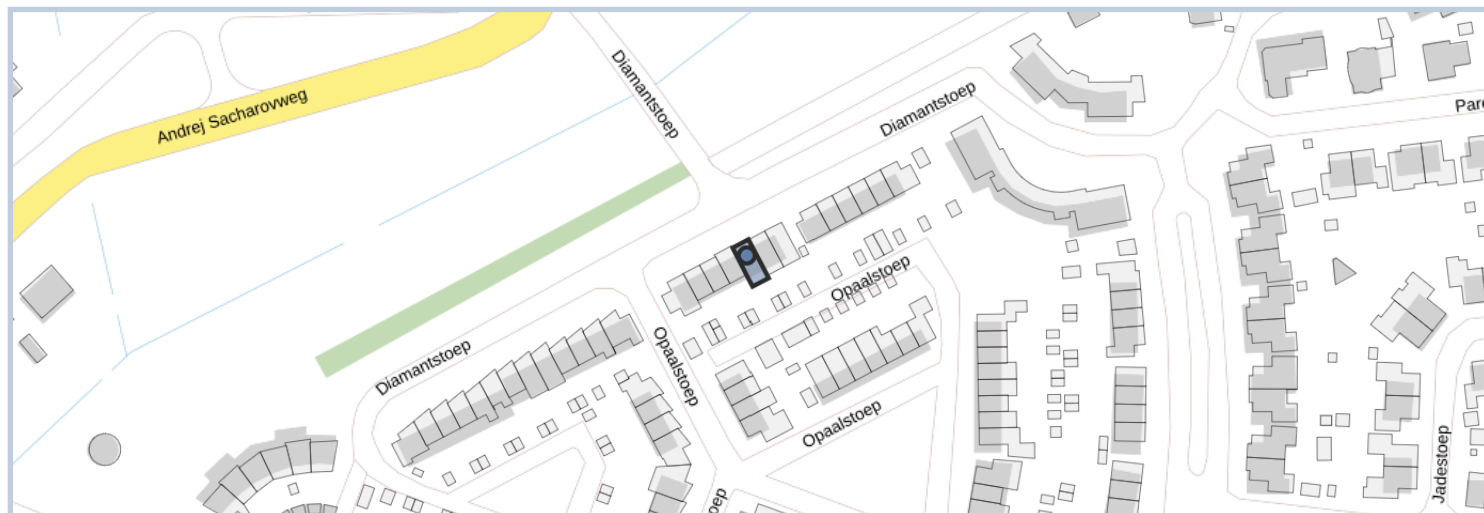 Diamantstoep
Andrej Sacharovweg
Diamantstoep
Opaalstoep
Diamantstoep
Opaalstoep
Opaalstoep
Jadestoep